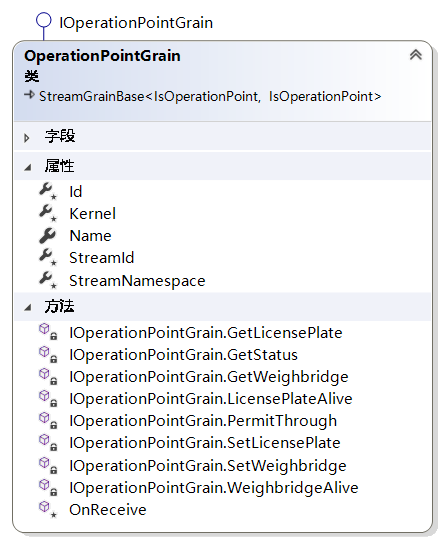 IOperationPointGrain
OperationPointGrain
类
StreamGrainBase<IsOperationPoint, IsOperationPoint>
字段
属性
Id
Kernel
Name
StreamId
StreamNamespace
方法
IOperationPointGrain.GetLicensePlate
IOperationPointGrain.GetStatus
IOperationPointGrain.GetWeighbridge
IOperationPointGrain.LicensePlateAlive
IOperationPointGrain.PermitThrough
IOperationPointGrain.SetLicensePlate
IOperationPointGrain.SetWeighbridge
IOperationPointGrain.WeighbridgeAlive
OnReceive